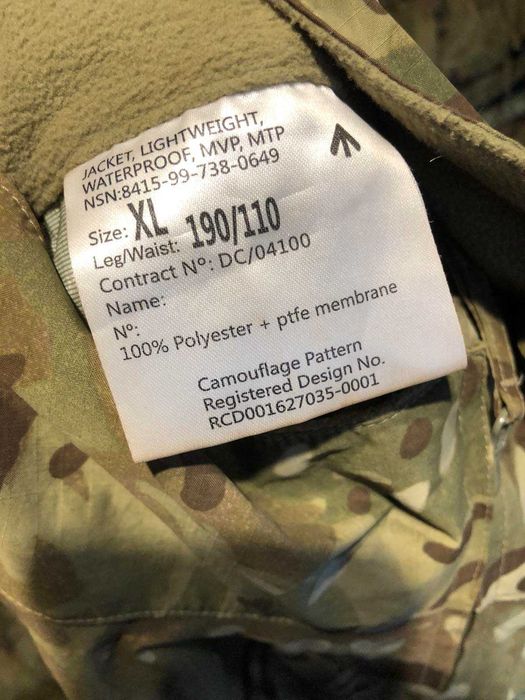 JACKET, LIGHTWEIGHT,
WATERPROOF, MVP, MTP
NSN:8415-99-738-0649
Size: XL
Leg/Waist: 190/110
Contract Nº: DC/04100
Name:
Nº:
100% Polyester + ptfe membrane
Camouflage Pattern
Registered Design No.
RCD001627035-0001